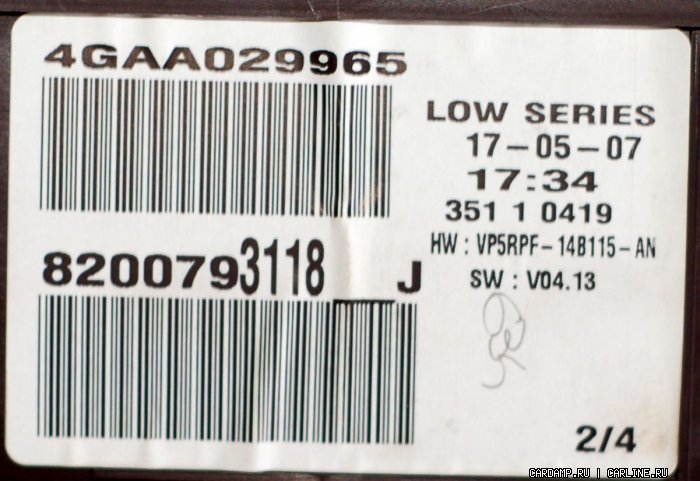 4GAA029965
LOW SERIES
17-05-07
17:34
351 1 0419
HW : VP5RPF-14B115-AN
SW : V04.13
8200793118__J
2/4
CARDAMP.RU | CARLINE.RU